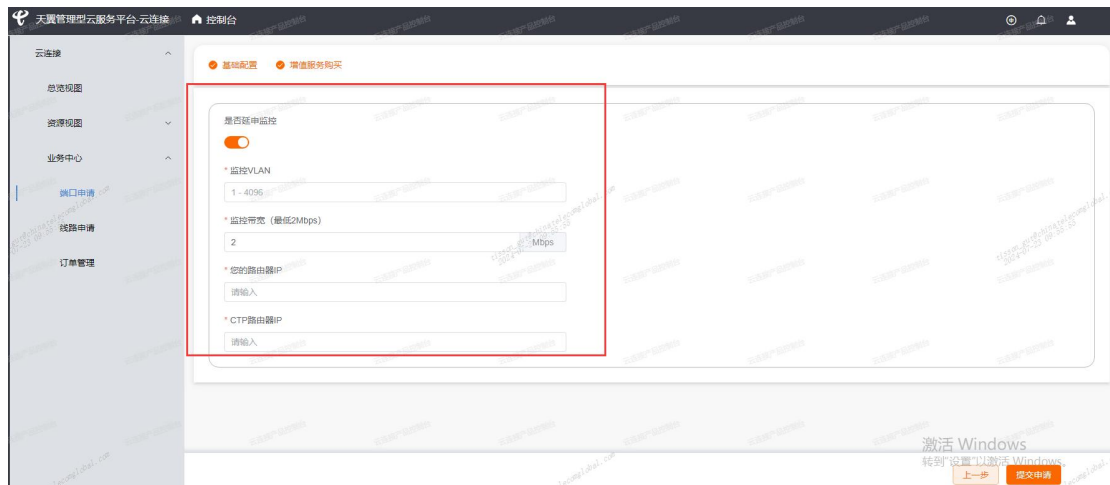 天翼管理型云服务平台-云连接
控制台
云连接
总览视图
资源视图
业务中心
端口申请
线路申请
订单管理
基础配置
增值服务购买
是否延申监控
* 监控VLAN
1 - 4096
* 监控带宽（最低2Mbps）
2
Mbps
* 您的路由器IP
请输入
* CTP路由器IP
请输入
激活 Windows
转到"设置"以激活 Windows。
上一步
提交申请